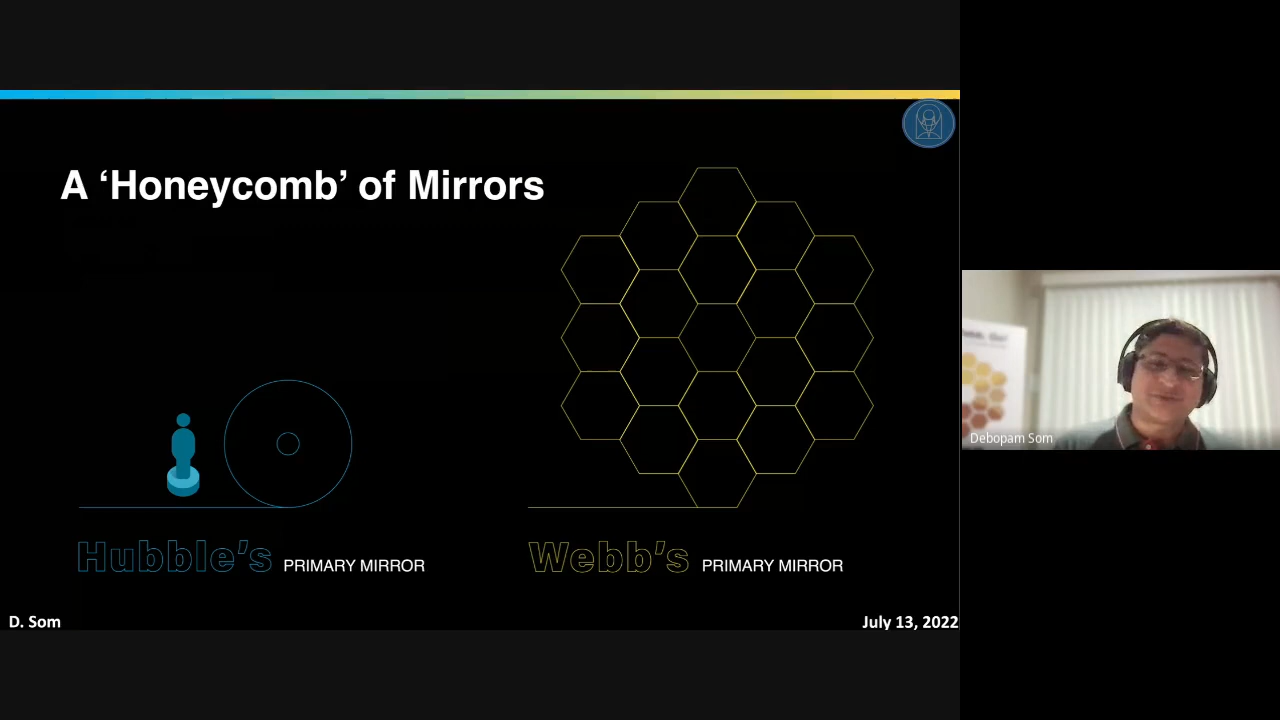 A ‘Honeycomb’ of Mirrors
Hubble’s PRIMARY MIRROR
Webb’s PRIMARY MIRROR
D. Som
July 13, 2022
Debopam Som